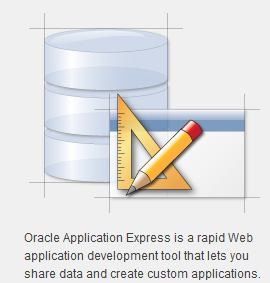 Oracle Application Express is a rapid Web
application development tool that lets you
share data and create custom applications.